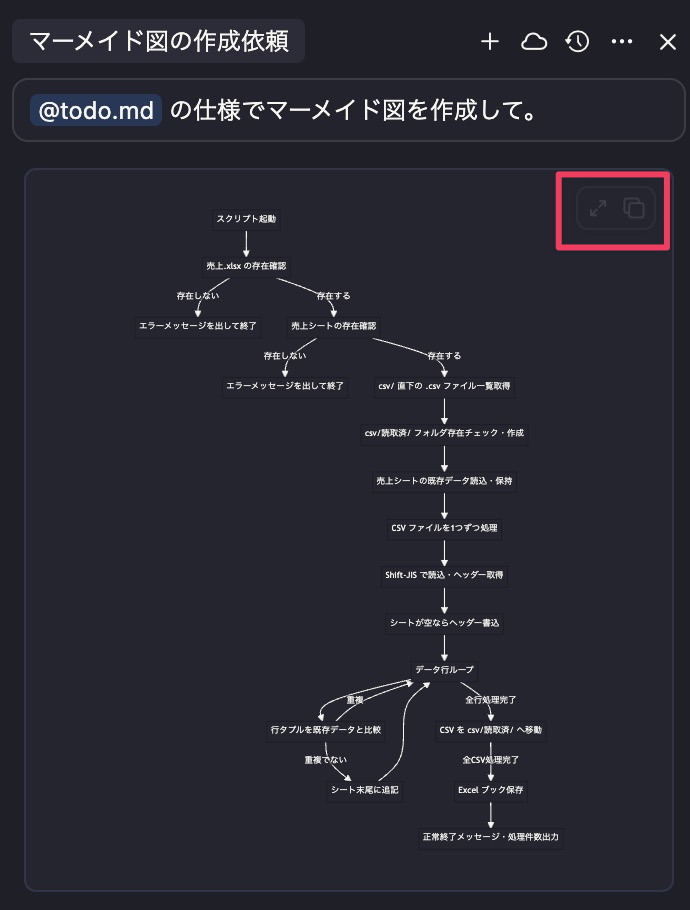 マーメイド図の作成依頼
@todo.md の仕様でマーメイド図を作成して。
スクリプト起動
売上.xlsx の存在確認
存在しない
存在する
エラーメッセージを出して終了
売上シートの存在確認
存在しない
存在する
エラーメッセージを出して終了
csv/ 直下の .csv ファイル一覧取得
csv/読取済/ フォルダ存在チェック・作成
売上シートの既存データ読込・保持
CSV ファイルを1つずつ処理
Shift-JIS で読込・ヘッダー取得
シートが空ならヘッダー書込
データ行ループ
重複
全行処理完了
行タプルを既存データと比較
CSV を csv/読取済/ へ移動
重複でない
全CSV処理完了
シート末尾に追記
Excel ブック保存
正常終了メッセージ・処理件数出力